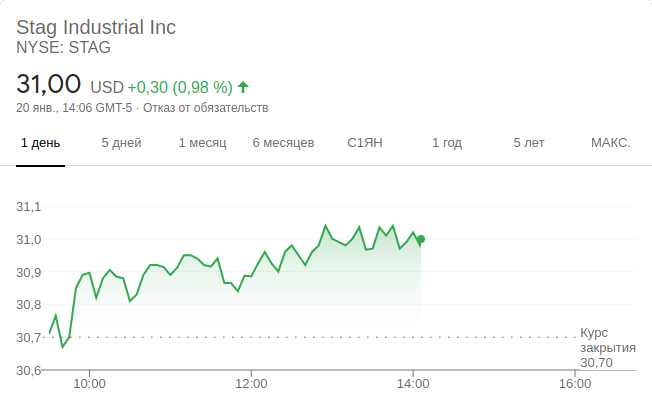 Stag Industrial Inc
NYSE: STAG
31,00 USD +0,30 (0,98 %)
20 янв., 14:06 GMT-5 · Отказ от обязательств
1 день 5 дней 1 месяц 6 месяцев С1ЯН 1 год 5 лет МАКС.
31,1
31,0
30,9
30,8
30,7
Курс
закрытия
30,70
30,6
10:00 12:00 14:00 16:00